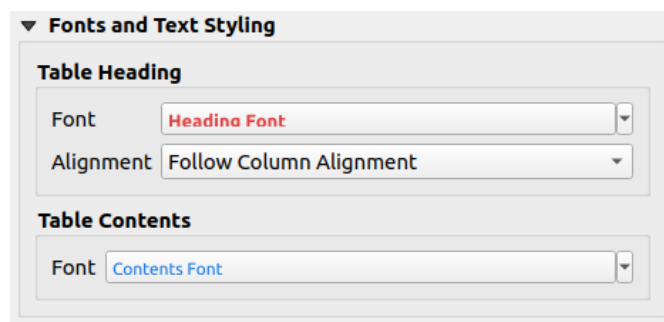 Fonts and Text Styling
Table Heading
Font Heading Font
Alignment Follow Column Alignment
Table Contents
Font Contents Font